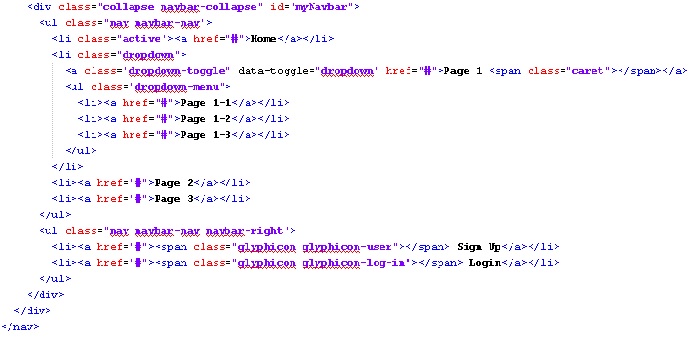 <div class="collapse navbar-collapse" id="myNavbar">
<ul class="nav navbar-nav">
<li class="active"><a href="#">Home</a></li>
<li class="dropdown">
<a class="dropdown-toggle" data-toggle="dropdown" href="#">Page 1 <span class="caret"></span></a>
<ul class="dropdown-menu">
<li><a href="#">Page 1-1</a></li>
<li><a href="#">Page 1-2</a></li>
<li><a href="#">Page 1-3</a></li>
</ul>
</li>
<li><a href="#">Page 2</a></li>
<li><a href="#">Page 3</a></li>
</ul>
<ul class="nav navbar-nav navbar-right">
<li><a href="#"><span class="glyphicon glyphicon-user"></span> Sign Up</a></li>
<li><a href="#"><span class="glyphicon glyphicon-log-in"></span> Login</a></li>
</ul>
</div>
</div>
</nav>